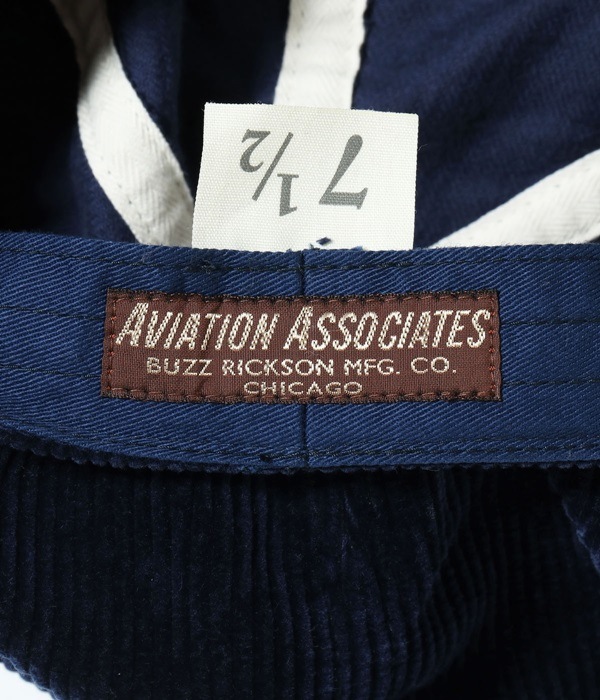 7 1/2
AVIATION ASSOCIATES
BUZZ RICKSON MFG. CO.
CHICAGO